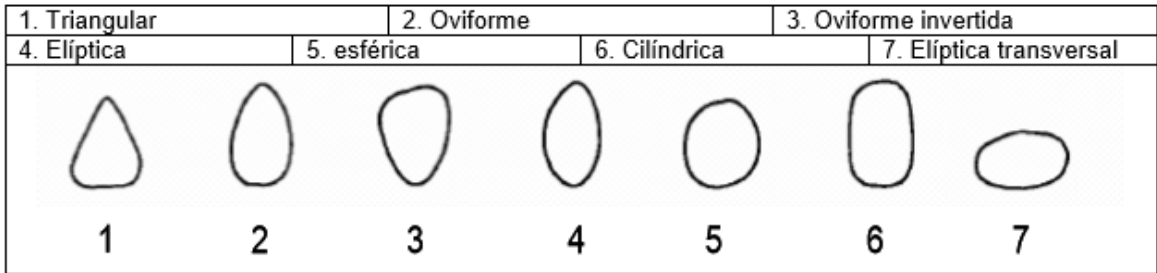 1. Triangular 2. Oviforme 3. Oviforme invertida
4. Elíptica 5. esférica 6. Cilíndrica 7. Elíptica transversal
1 2 3 4 5 6 7